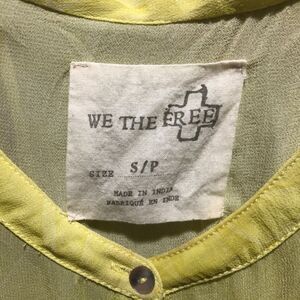 WE THE FREE
SIZE S/P
MADE IN INDIA
FABRIQUÉ EN INDE